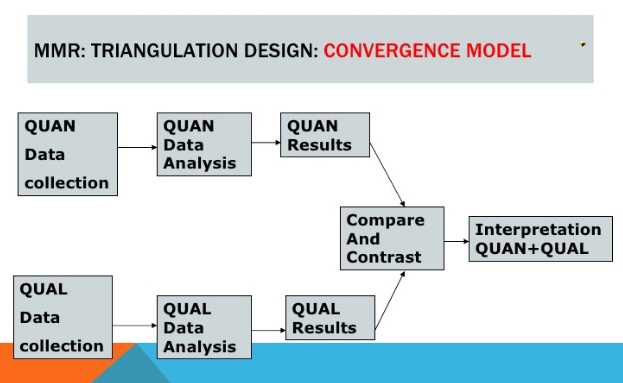 MMR: TRIANGULATION DESIGN: CONVERGENCE MODEL
QUAN
Data
collection
QUAN
Data
Analysis
QUAN
Results
Compare
And
Contrast
Interpretation
QUAN+QUAL
QUAL
Data
collection
QUAL
Data
Analysis
QUAL
Results